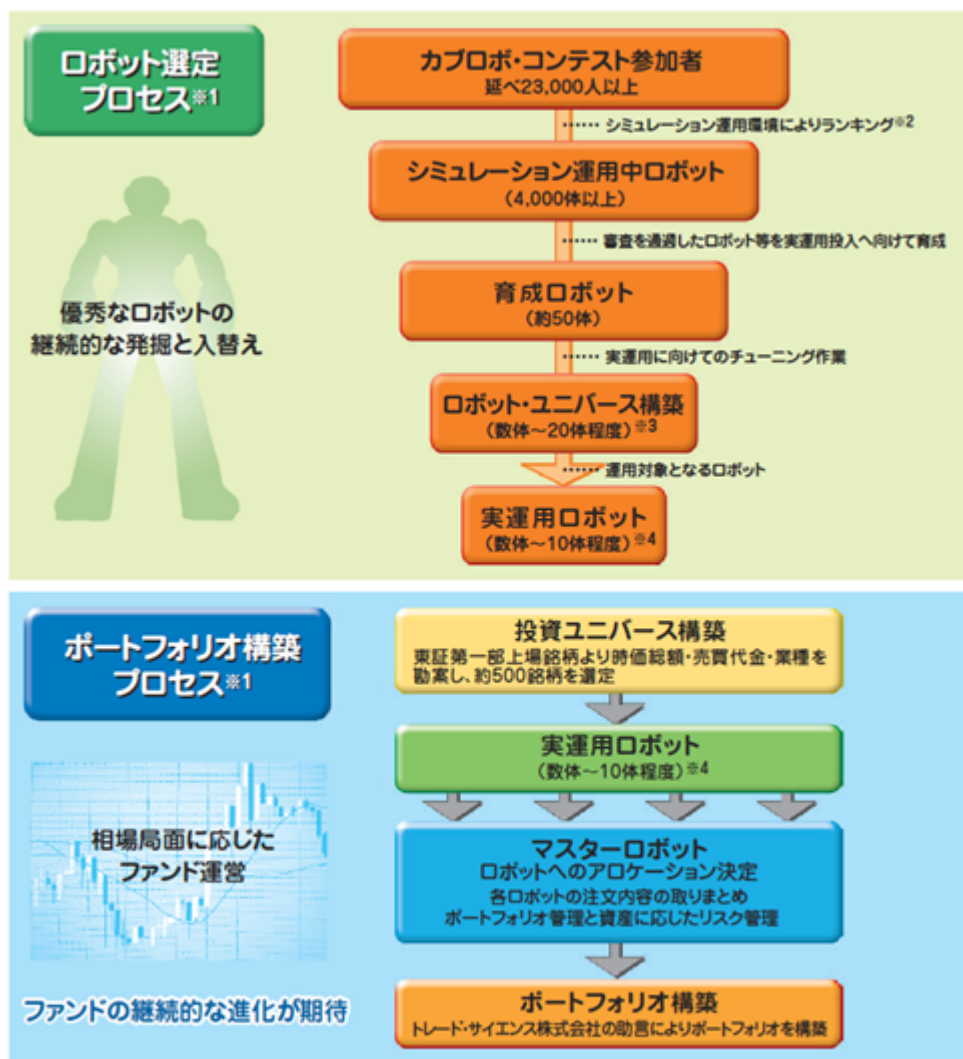 ロボット選定
プロセス※1
優秀なロボットの
継続的な発掘と入替え
カブロボ・コンテスト参加者
延べ23,000人以上
……シミュレーション運用環境によりランキング※2
シミュレーション運用中ロボット
(4,000体以上)
……審査を通過したロボット等を実運用投入へ向けて育成
育成ロボット
(約50体)
……実運用に向けてのチューニング作業
ロボット・ユニバース構築
(数体～20体程度)※3
……運用対象となるロボット
実運用ロボット
(数体～10体程度)※4
ポートフォリオ構築
プロセス※1
相場局面に応じた
ファンド運営
ファンドの継続的な進化が期待
投資ユニバース構築
東証第一部上場銘柄より時価総額・売買代金・業種を
勘案し、約500銘柄を選定
実運用ロボット
(数体～10体程度)※4
マスターロボット
ロボットへのアロケーション決定
各ロボットの注文内容の取りまとめ
ポートフォリオ管理と資産に応じたリスク管理
ポートフォリオ構築
トレード・サイエンス株式会社の助言によりポートフォリオを構築